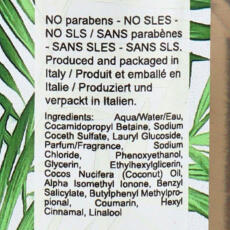 NO parabens - NO SLES -
NO SLS / SANS parabènes
- SANS SLES - SANS SLS.
Produced and packaged in
Italy / Produit et emballé en
Italie / Produziert und
verpackt in Italien.
Ingredients: Aqua/Water/Eau,
Cocamidopropyl Betaine, Sodium
Coceth Sulfate, Lauryl Glucoside,
Parfum/Fragrance, Sodium
Chloride, Phenoxyethanol,
Glycerin, Ethylhexylglycerin,
Cocos Nucifera (Coconut) Oil,
Alpha Isomethyl Ionone, Benzyl
Salicylate, Butylphenyl Methylpro-
pional, Coumarin, Hexyl
Cinnamal, Linalool